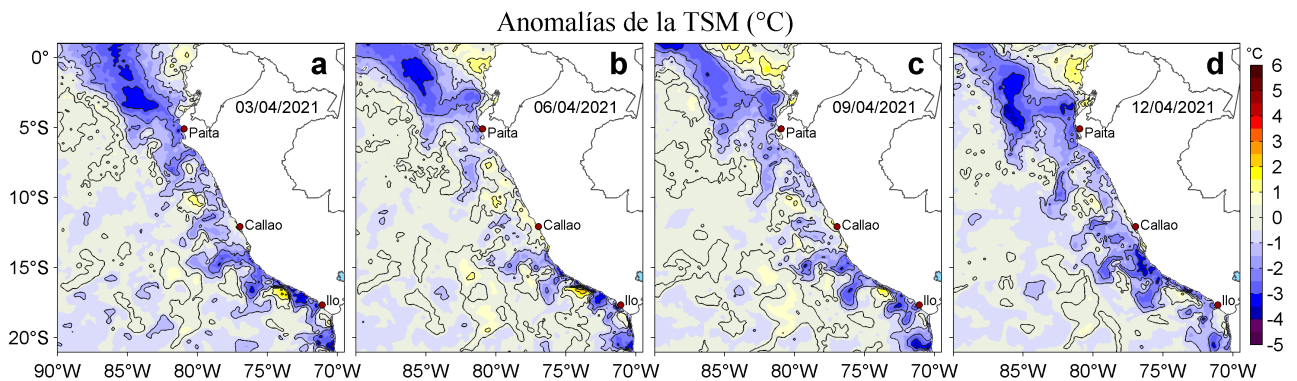 Anomalías de la TSM (°C)
a b c d
03/04/2021 06/04/2021 09/04/2021 12/04/2021
Paita Paita Paita Paita
Callao Callao Callao Callao
Ilo Ilo Ilo Ilo
0°
5°S
10°S
15°S
20°S
90°W 85°W 80°W 75°W 70°W 85°W 80°W 75°W 70°W 85°W 80°W 75°W 70°W 85°W 80°W 75°W 70°W
°C
6
5
4
3
2
1
0
-1
-2
-3
-4
-5